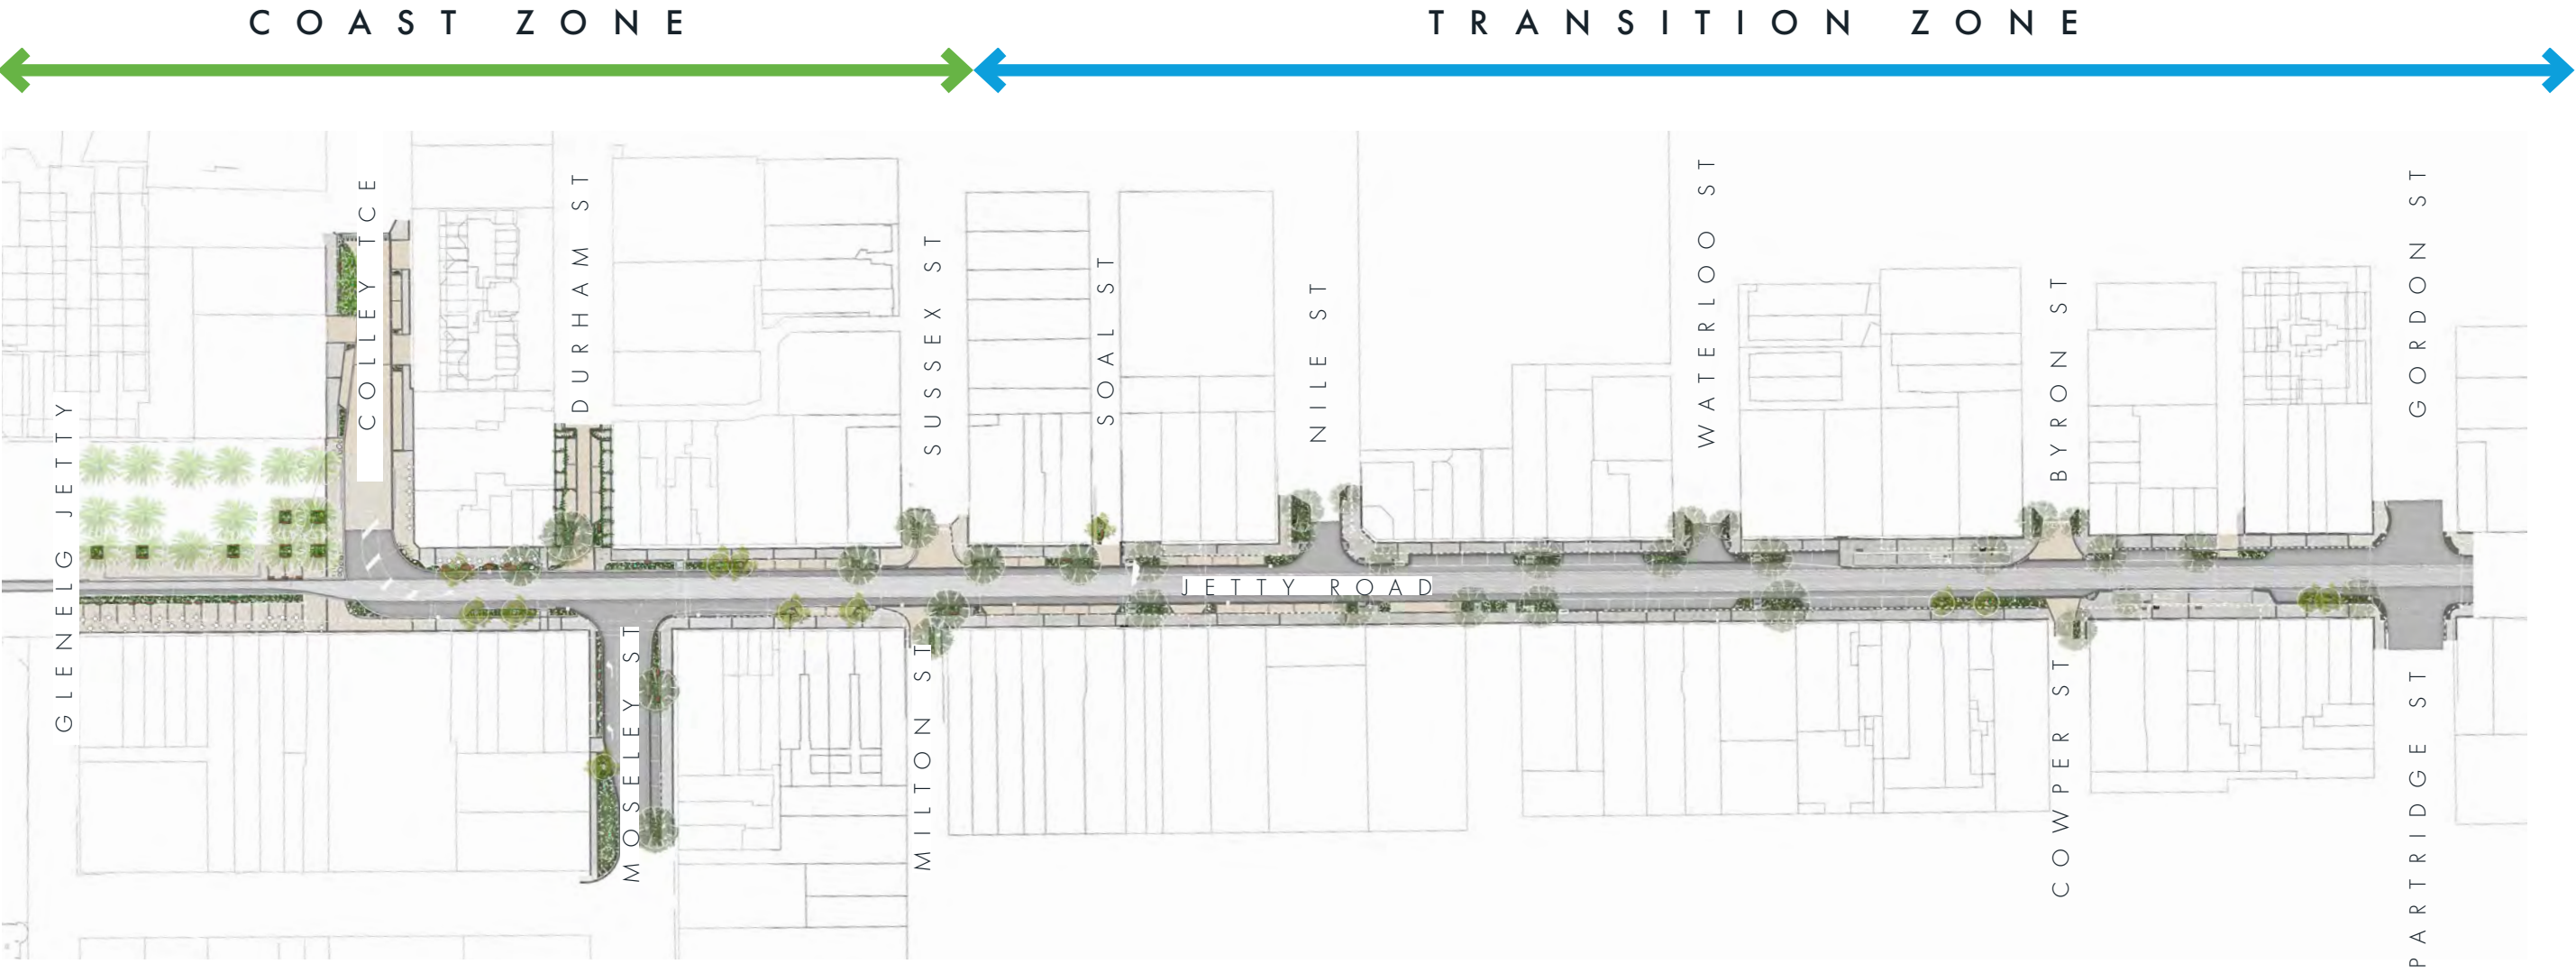 COAST ZONE
TRANSITION ZONE
GLENELG JETTY
COLLEY TCE
DURHAM ST
SUSSEX ST
SOAL ST
NILE ST
WATERLOO ST
BYRON ST
GORDON ST
JETTY ROAD
MOSELEY ST
MILTON ST
COWPER ST
PARTRIDGE ST